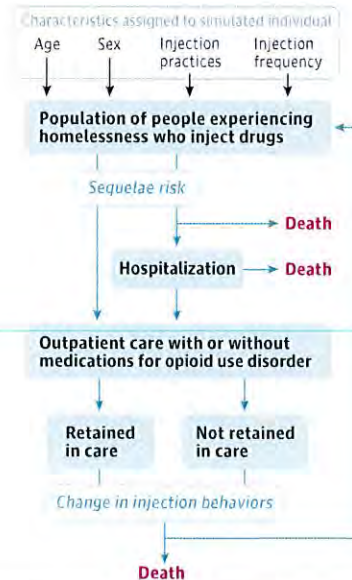 Characteristics assigned to simulated individual
Age Sex Injection practices Injection frequency
Population of people experiencing
homelessness who inject drugs
Sequelae risk
Death
Hospitalization
Death
Outpatient care with or without
medications for opioid use disorder
Retained
in care
Not retained
in care
Change in injection behaviors
Death